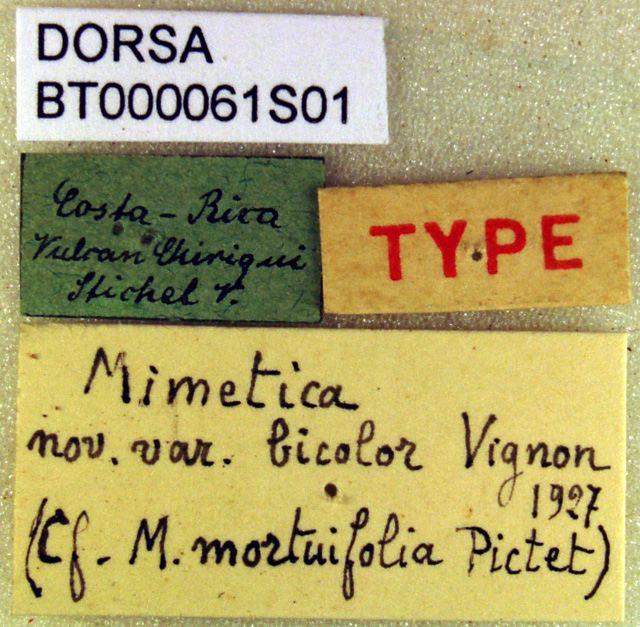 DORSA
BT000061S01
Costa-Rica
Vulcan Chiriqui
Stichel V.
TYPE
Mimetica
nov. var. bicolor Vignon
1927
(Cf. M. mortuifolia Pictet)